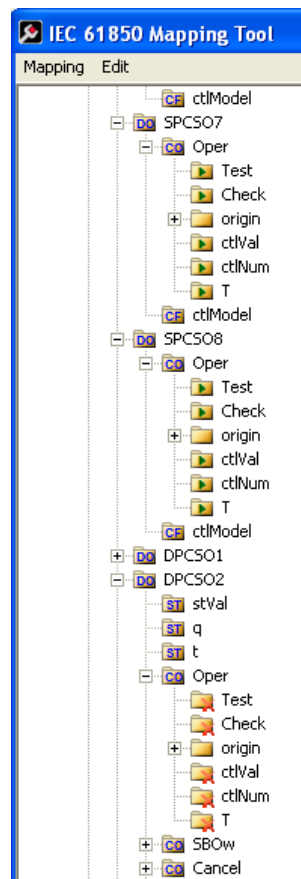 IEC 61850 Mapping Tool
Mapping Edit
CF ctlModel
DO SPCSO7
CO Oper
Test
Check
origin
ctlVal
ctlNum
T
CF ctlModel
DO SPCSO8
CO Oper
Test
Check
origin
ctlVal
ctlNum
T
CF ctlModel
DO DPCSO1
DO DPCSO2
ST stVal
ST q
ST t
CO Oper
Test
Check
origin
ctlVal
ctlNum
T
CO SBOw
CO Cancel